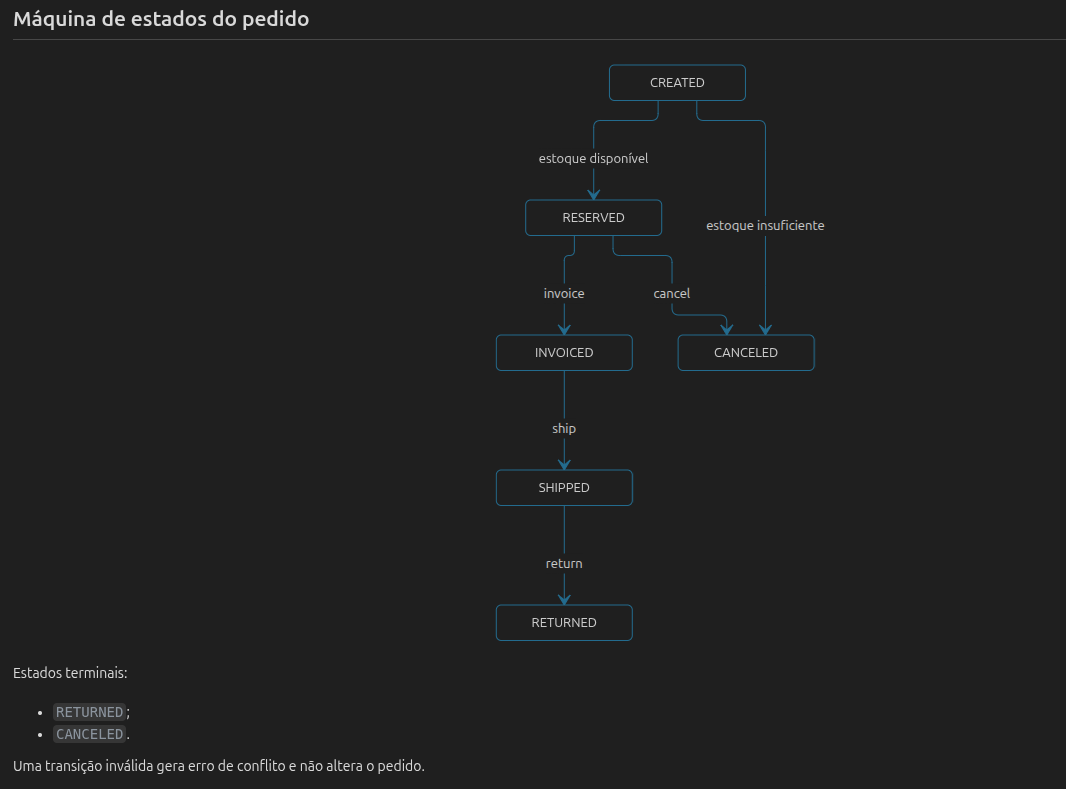 Máquina de estados do pedido
CREATED
estoque disponível
RESERVED
estoque insuficiente
invoice
cancel
INVOICED
CANCELED
ship
SHIPPED
return
RETURNED
Estados terminais:
• RETURNED;
• CANCELED.
Uma transição inválida gera erro de conflito e não altera o pedido.